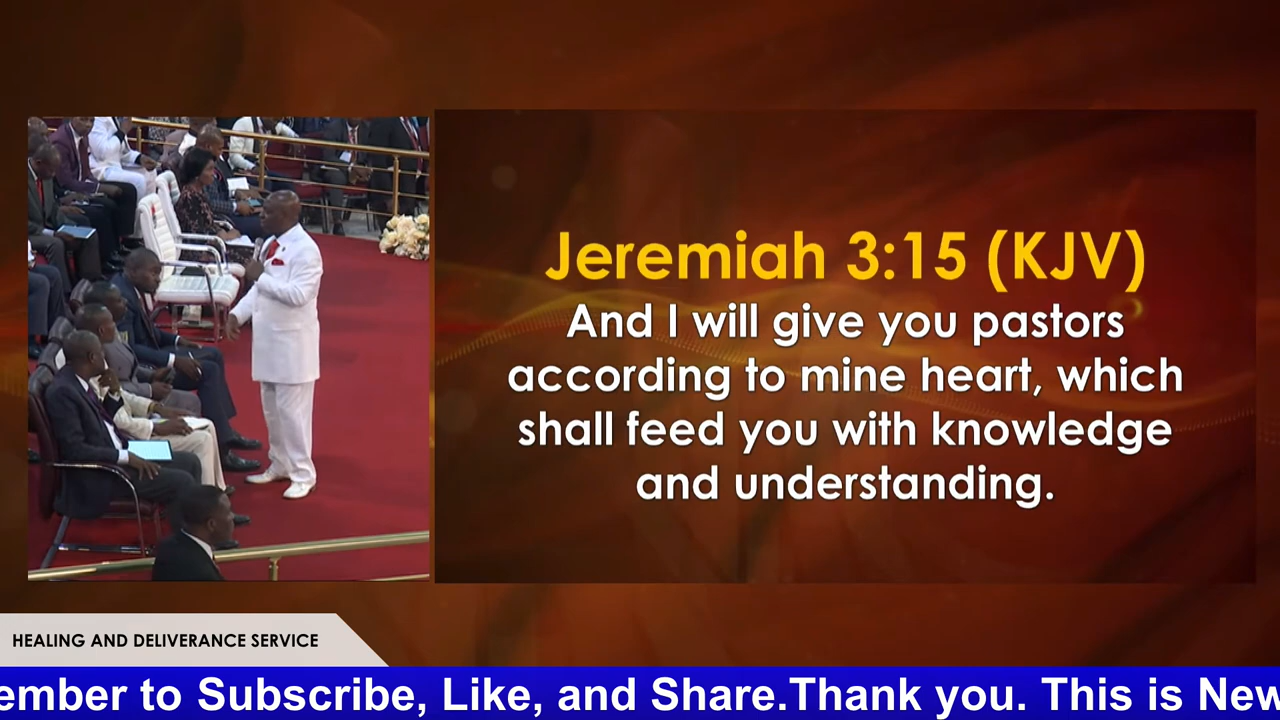 Jeremiah 3:15 (KJV)
And I will give you pastors
according to mine heart, which
shall feed you with knowledge
and understanding.
HEALING AND DELIVERANCE SERVICE
ember to Subscribe, Like, and Share.Thank you. This is New